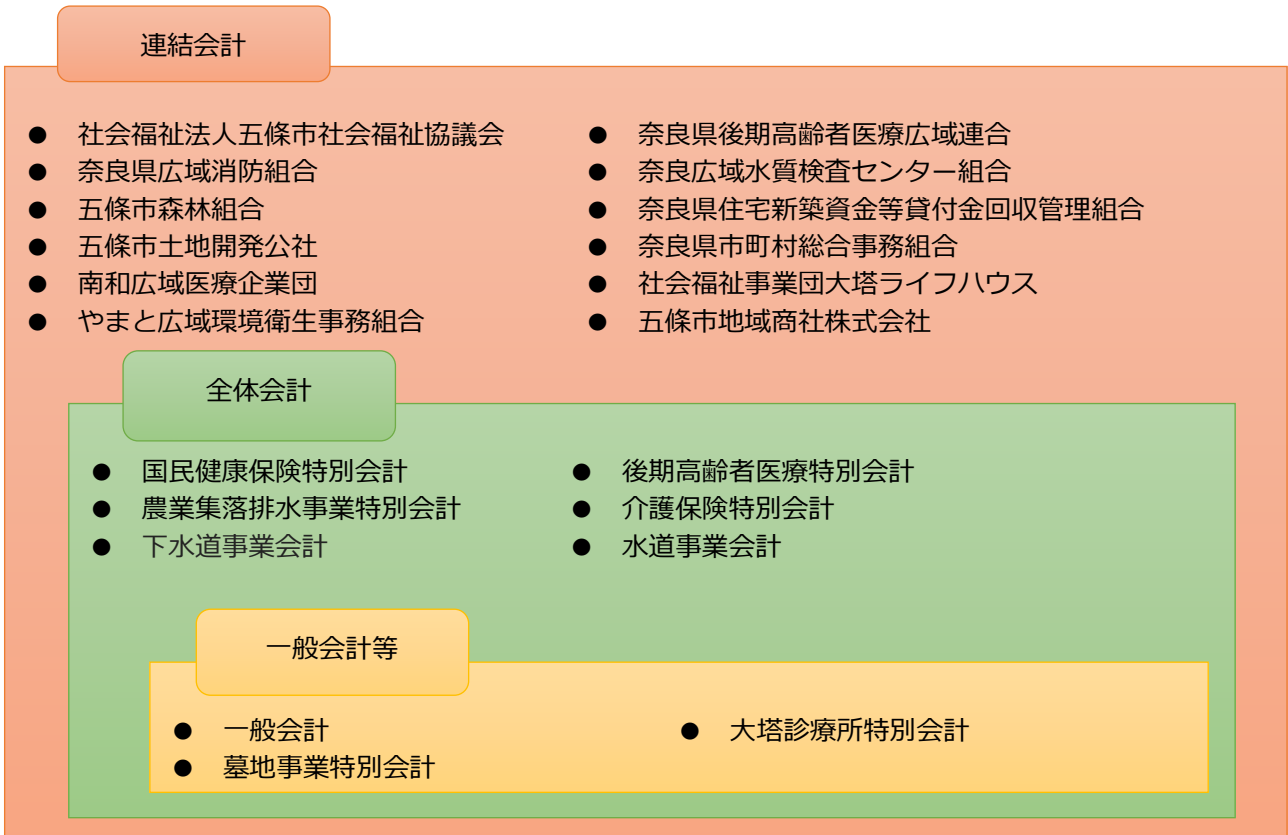 連結会計
● 社会福祉法人五條市社会福祉協議会
● 奈良県広域消防組合
● 五條市森林組合
● 五條市土地開発公社
● 南和広域医療企業団
● やまと広域環境衛生事務組合
● 奈良県後期高齢者医療広域連合
● 奈良広域水質検査センター組合
● 奈良県住宅新築資金等貸付金回収管理組合
● 奈良県市町村総合事務組合
● 社会福祉事業団大塔ライフハウス
● 五條市地域商社株式会社
全体会計
● 国民健康保険特別会計
● 農業集落排水事業特別会計
● 下水道事業会計
● 後期高齢者医療特別会計
● 介護保険特別会計
● 水道事業会計
一般会計等
● 一般会計
● 墓地事業特別会計
● 大塔診療所特別会計